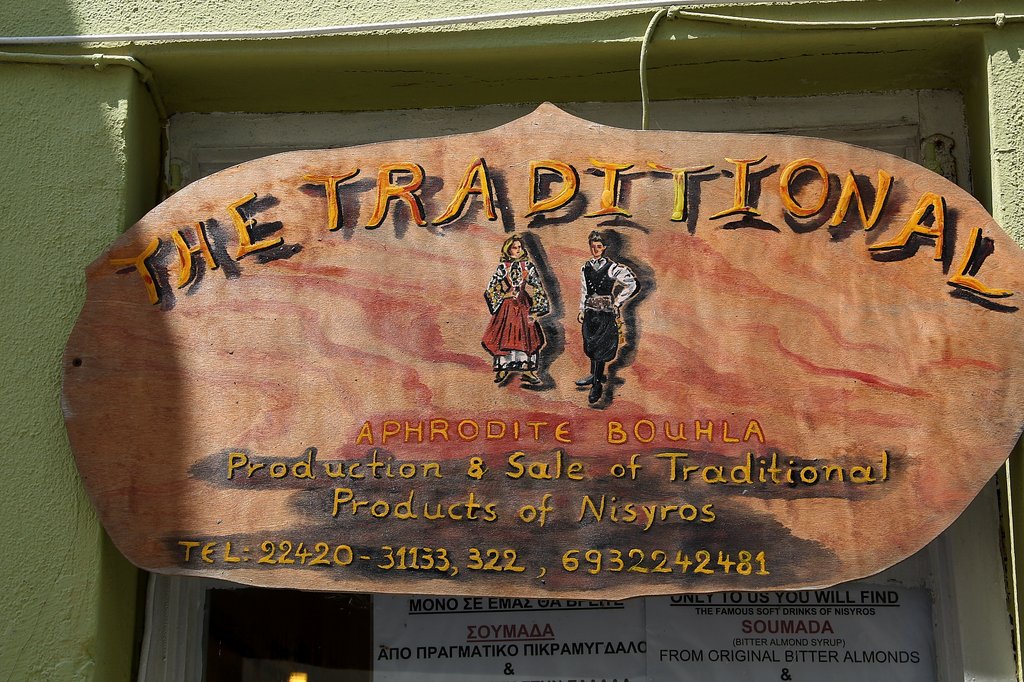 THE TRADITIONAL
APHRODITE BOUHLA
Production & Sale of Traditional
Products of Nisyros
TEL: 22420 - 31133, 322, 6932242481
ΜΟΝΟ ΣΕ ΕΜΑΣ ΘΑ ΒΡΕΙΤΕ
ΣΟΥΜΑΔΑ
ΑΠΟ ΠΡΑΓΜΑΤΙΚΟ ΠΙΚΡΑΜΥΓΔΑΛΟ
&
ONLY TO US YOU WILL FIND
THE FAMOUS SOFT DRINKS OF NISYROS
SOUMADA
(BITTER ALMOND SYRUP)
FROM ORIGINAL BITTER ALMONDS
&